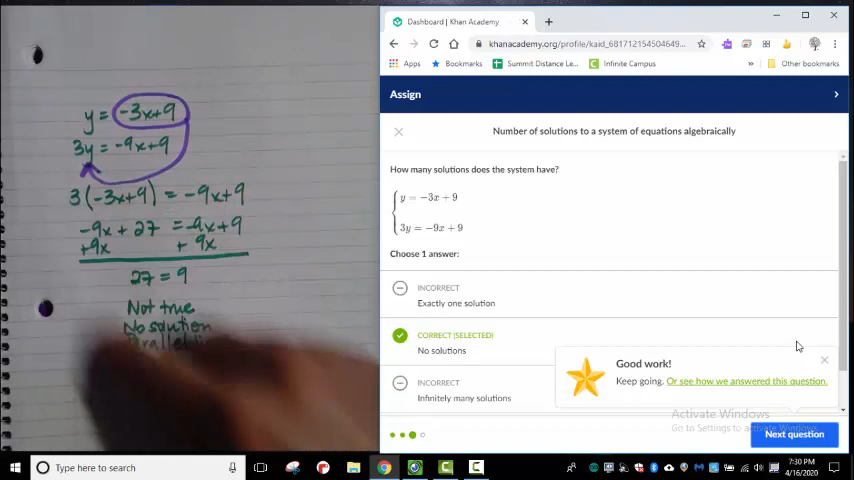 y = -3x+9
3y = -9x+9
3(-3x+9) = -9x+9
-9x + 27 = -9x+9
+9x + 9x
27 = 9
Not true
No solution
Dashboard | Khan Academy
khanacademy.org/profile/kaid_681712154504649...
Apps
Bookmarks
Summit Distance Le...
Infinite Campus
»
Other bookmarks
Assign
Number of solutions to a system of equations algebraically
How many solutions does the system have?
y = −3x + 9
3y = −9x + 9
Choose 1 answer:
INCORRECT
Exactly one solution
CORRECT (SELECTED)
No solutions
INCORRECT
Infinitely many solutions
Good work!
Keep going. Or see how we answered this question.
Activate Windows
Go to Settings to activate Windows.
Next question
Type here to search
7:30 PM
4/16/2020